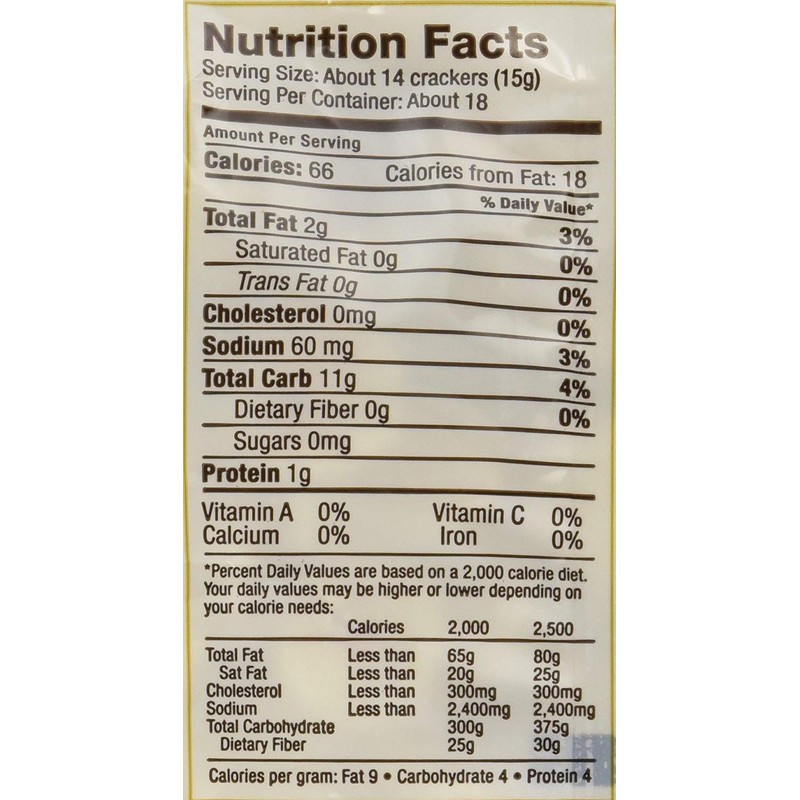 Nutrition Facts
Serving Size: About 14 crackers (15g)
Serving Per Container: About 18
Amount Per Serving
Calories: 66 Calories from Fat: 18
% Daily Value*
Total Fat 2g 3%
Saturated Fat 0g 0%
Trans Fat 0g 0%
Cholesterol 0mg 0%
Sodium 60 mg 3%
Total Carb 11g 4%
Dietary Fiber 0g 0%
Sugars 0mg
Protein 1g
Vitamin A 0% Vitamin C 0%
Calcium 0% Iron 0%
*Percent Daily Values are based on a 2,000 calorie diet.
Your daily values may be higher or lower depending on
your calorie needs:
Calories 2,000 2,500
Total Fat Less than 65g 80g
Sat Fat Less than 20g 25g
Cholesterol Less than 300mg 300mg
Sodium Less than 2,400mg 2,400mg
Total Carbohydrate 300g 375g
Dietary Fiber 25g 30g
Calories per gram: Fat 9 • Carbohydrate 4 • Protein 4